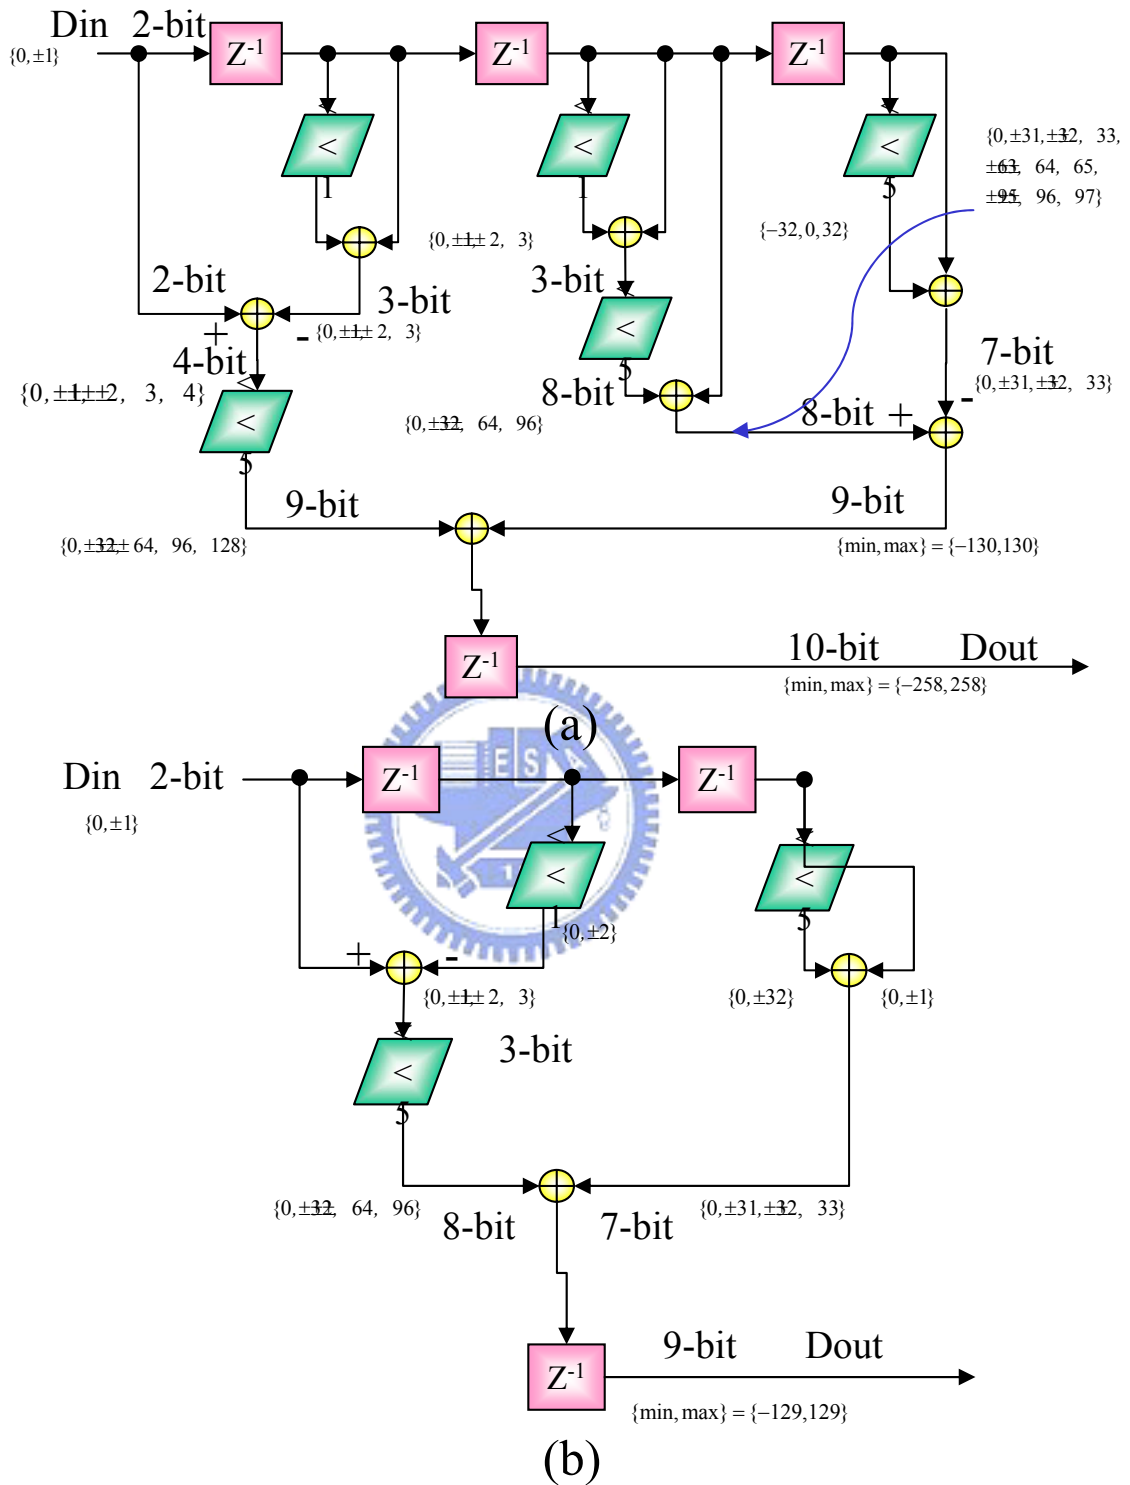 Din 2-bit
{0,±1}
Z-1
Z-1
Z-1
<
1
<
1
<
5
{0,±31,±32, 33,
±63, 64, 65,
±95, 96, 97}
{0,±1,±2, 3}
{−32,0,32}
2-bit
3-bit
3-bit
+
-
{0,±1,±2, 3}
<
5
7-bit
4-bit
8-bit
{0,±31,±32, 33}
{0,±1,±2, 3, 4}
<
5
{0,±32, 64, 96}
8-bit
+
-
9-bit
9-bit
{0,±32,±64, 96, 128}
{min,max} = {−130,130}
Z-1
10-bit
Dout
{min,max} = {−258,258}
(a)
ES
Din 2-bit
{0,±1}
Z-1
Z-1
<
1
{0,±2}
<
5
+
-
{0,±1,±2, 3}
{0,±32}
{0,±1}
3-bit
<
5
{0,±32, 64, 96}
8-bit
7-bit
{0,±31,±32, 33}
Z-1
9-bit
Dout
{min,max} = {−129,129}
(b)